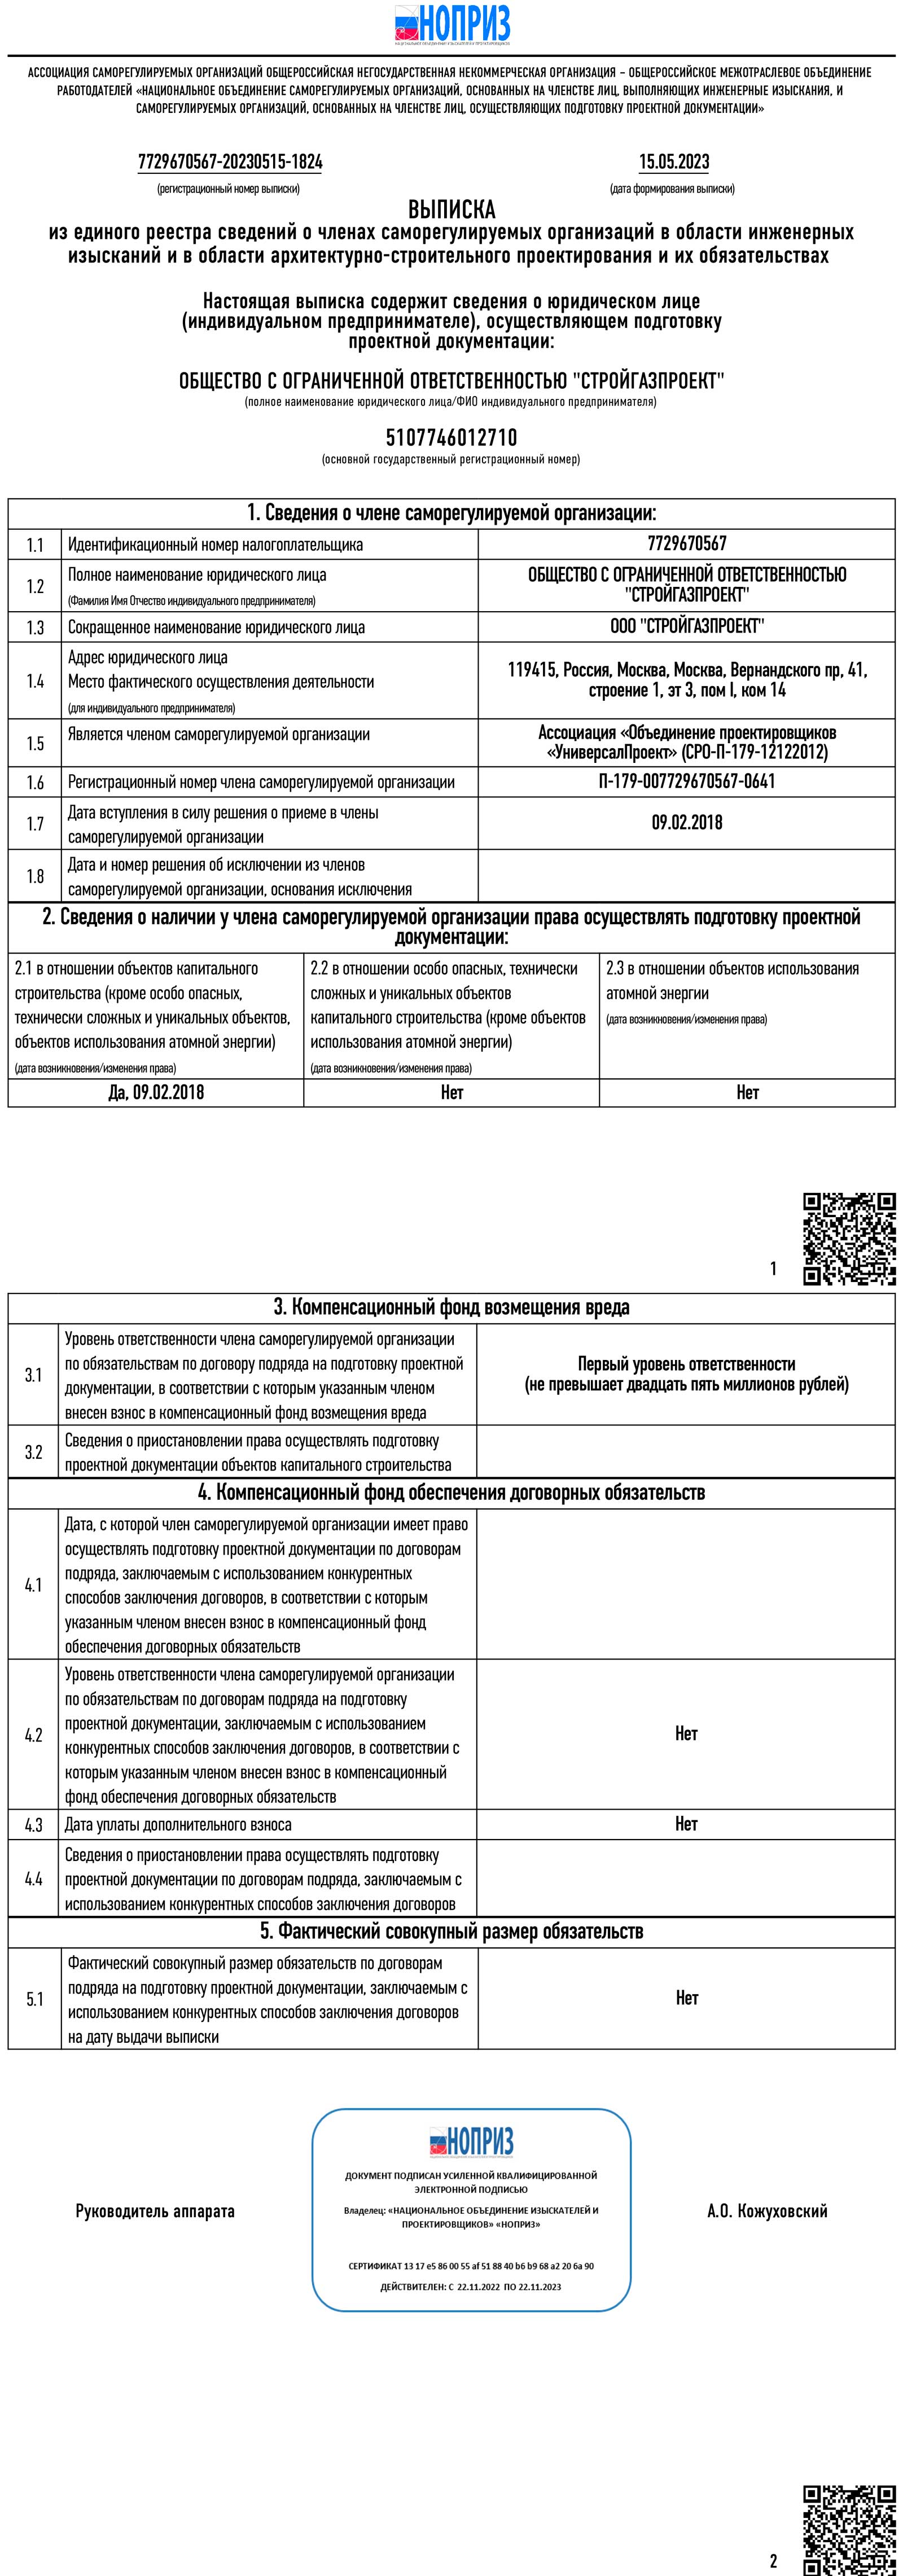 НОПРИЗ
НАЦИОНАЛЬНОЕ ОБЪЕДИНЕНИЕ ИЗЫСКАТЕЛЕЙ И ПРОЕКТИРОВЩИКОВ
АССОЦИАЦИЯ САМОРЕГУЛИРУЕМЫХ ОРГАНИЗАЦИЙ ОБЩЕРОССИЙСКАЯ НЕГОСУДАРСТВЕННАЯ НЕКОММЕРЧЕСКАЯ ОРГАНИЗАЦИЯ – ОБЩЕРОССИЙСКОЕ МЕЖОТРАСЛЕВОЕ ОБЪЕДИНЕНИЕ
РАБОТОДАТЕЛЕЙ «НАЦИОНАЛЬНОЕ ОБЪЕДИНЕНИЕ САМОРЕГУЛИРУЕМЫХ ОРГАНИЗАЦИЙ, ОСНОВАННЫХ НА ЧЛЕНСТВЕ ЛИЦ, ВЫПОЛНЯЮЩИХ ИНЖЕНЕРНЫЕ ИЗЫСКАНИЯ, И
САМОРЕГУЛИРУЕМЫХ ОРГАНИЗАЦИЙ, ОСНОВАННЫХ НА ЧЛЕНСТВЕ ЛИЦ, ОСУЩЕСТВЛЯЮЩИХ ПОДГОТОВКУ ПРОЕКТНОЙ ДОКУМЕНТАЦИИ»
7729670567-20230515-1824
15.05.2023
(регистрационный номер выписки)
(дата формирования выписки)
ВЫПИСКА
из единого реестра сведений о членах саморегулируемых организаций в области инженерных
изысканий и в области архитектурно-строительного проектирования и их обязательствах
Настоящая выписка содержит сведения о юридическом лице
(индивидуальном предпринимателе), осуществляющем подготовку
проектной документации:
ОБЩЕСТВО С ОГРАНИЧЕННОЙ ОТВЕТСТВЕННОСТЬЮ "СТРОЙГАЗПРОЕКТ"
(полное наименование юридического лица/ФИО индивидуального предпринимателя)
5107746012710
(основной государственный регистрационный номер)
1. Сведения о члене саморегулируемой организации:
1.1
Идентификационный номер налогоплательщика
7729670567
1.2
Полное наименование юридического лица
(Фамилия Имя Отчество индивидуального предпринимателя)
ОБЩЕСТВО С ОГРАНИЧЕННОЙ ОТВЕТСТВЕННОСТЬЮ
"СТРОЙГАЗПРОЕКТ"
1.3
Сокращенное наименование юридического лица
ООО "СТРОЙГАЗПРОЕКТ"
1.4
Адрес юридического лица
Место фактического осуществления деятельности
(для индивидуального предпринимателя)
119415, Россия, Москва, Москва, Вернандского пр, 41,
строение 1, эт 3, пом I, ком 14
1.5
Является членом саморегулируемой организации
Ассоциация «Объединение проектировщиков
«УниверсалПроект» (СРО-П-179-12122012)
1.6
Регистрационный номер члена саморегулируемой организации
П-179-007729670567-0641
1.7
Дата вступления в силу решения о приеме в члены
саморегулируемой организации
09.02.2018
1.8
Дата и номер решения об исключении из членов
саморегулируемой организации, основания исключения
2. Сведения о наличии у члена саморегулируемой организации права осуществлять подготовку проектной
документации:
2.1 в отношении объектов капитального
строительства (кроме особо опасных,
технически сложных и уникальных объектов,
объектов использования атомной энергии)
(дата возникновения/изменения права)
2.2 в отношении особо опасных, технически
сложных и уникальных объектов
капитального строительства (кроме объектов
использования атомной энергии)
(дата возникновения/изменения права)
2.3 в отношении объектов использования
атомной энергии
(дата возникновения/изменения права)
Да, 09.02.2018
Нет
Нет
1
3. Компенсационный фонд возмещения вреда
3.1
Уровень ответственности члена саморегулируемой организации
по обязательствам по договору подряда на подготовку проектной
документации, в соответствии с которым указанным членом
внесен взнос в компенсационный фонд возмещения вреда
Первый уровень ответственности
(не превышает двадцать пять миллионов рублей)
3.2
Сведения о приостановлении права осуществлять подготовку
проектной документации объектов капитального строительства
4. Компенсационный фонд обеспечения договорных обязательств
4.1
Дата, с которой член саморегулируемой организации имеет право
осуществлять подготовку проектной документации по договорам
подряда, заключаемым с использованием конкурентных
способов заключения договоров, в соответствии с которым
указанным членом внесен взнос в компенсационный фонд
обеспечения договорных обязательств
4.2
Уровень ответственности члена саморегулируемой организации
по обязательствам по договорам подряда на подготовку
проектной документации, заключаемым с использованием
конкурентных способов заключения договоров, в соответствии с
которым указанным членом внесен взнос в компенсационный
фонд обеспечения договорных обязательств
Нет
4.3
Дата уплаты дополнительного взноса
Нет
4.4
Сведения о приостановлении права осуществлять подготовку
проектной документации по договорам подряда, заключаемым с
использованием конкурентных способов заключения договоров
5. Фактический совокупный размер обязательств
5.1
Фактический совокупный размер обязательств по договорам
подряда на подготовку проектной документации, заключаемым с
использованием конкурентных способов заключения договоров
на дату выдачи выписки
Нет
Руководитель аппарата
НОПРИЗ
ДОКУМЕНТ ПОДПИСАН УСИЛЕННОЙ КВАЛИФИЦИРОВАННОЙ
ЭЛЕКТРОННОЙ ПОДПИСЬЮ
Владелец: «НАЦИОНАЛЬНОЕ ОБЪЕДИНЕНИЕ ИЗЫСКАТЕЛЕЙ И
ПРОЕКТИРОВЩИКОВ» «НОПРИЗ»
СЕРТИФИКАТ 13 17 e5 86 00 55 af 51 88 40 b6 b9 68 a2 20 6a 90
ДЕЙСТВИТЕЛЕН: С 22.11.2022 ПО 22.11.2023
А.О. Кожуховский
2